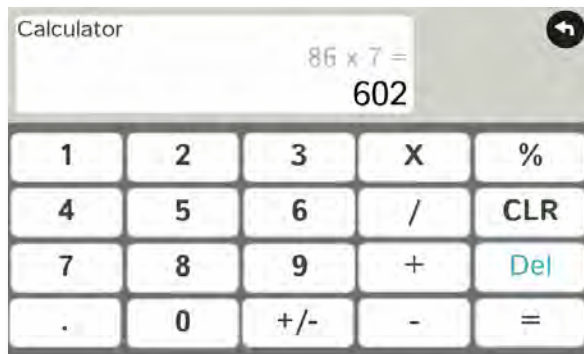 Calculator
86 x 7 =
602
1 2 3 X %
4 5 6 / CLR
7 8 9 + Del
. 0 +/- - =